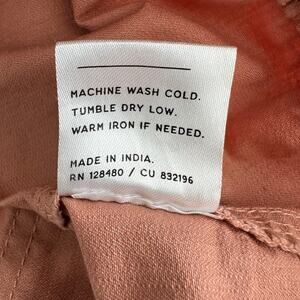 MACHINE WASH COLD.
TUMBLE DRY LOW.
WARM IRON IF NEEDED.
MADE IN INDIA.
RN 128480 / CU 832196